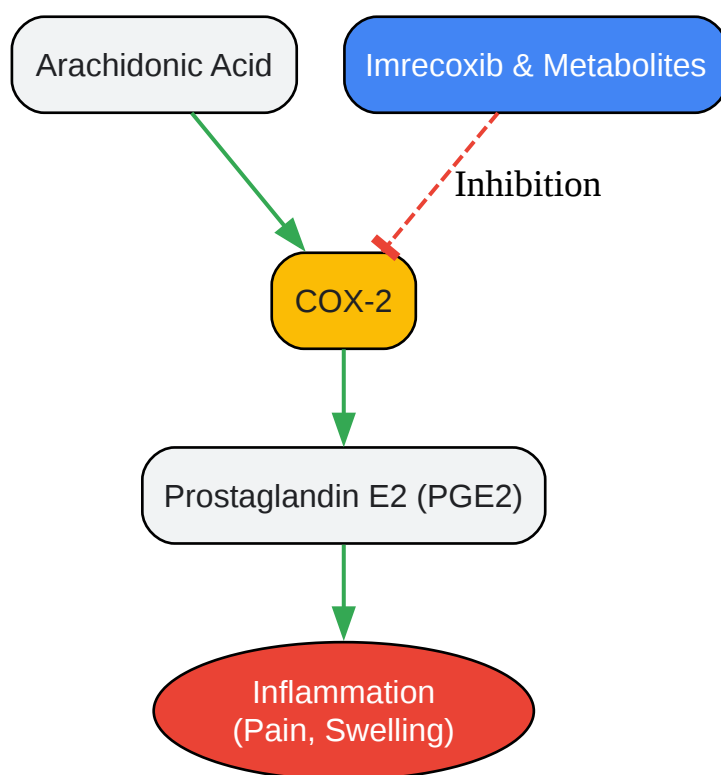 Arachidonic Acid
Imrecoxib & Metabolites
Inhibition
COX-2
Prostaglandin E2 (PGE2)
Inflammation
(Pain, Swelling)